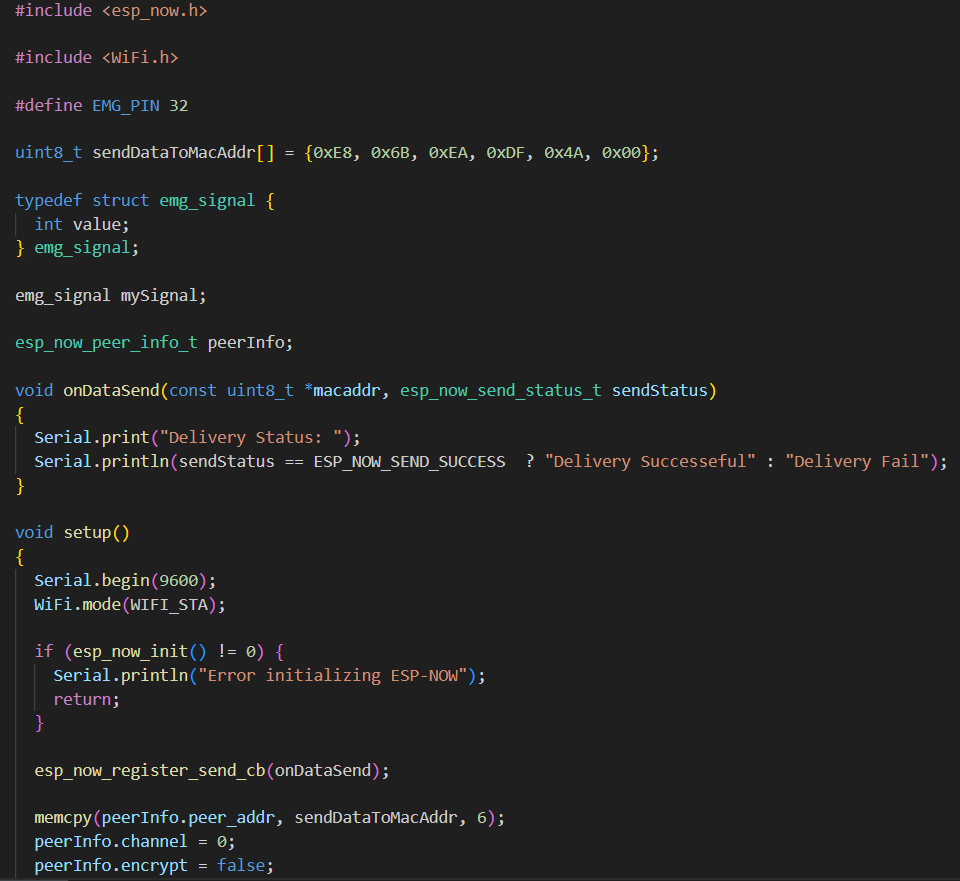 #include <esp_now.h>
#include <WiFi.h>
#define EMG_PIN 32
uint8_t sendDataToMacAddr[] = {0xE8, 0x6B, 0xEA, 0xDF, 0x4A, 0x00};
typedef struct emg_signal {
  int value;
} emg_signal;
emg_signal mySignal;
esp_now_peer_info_t peerInfo;
void onDataSend(const uint8_t *macaddr, esp_now_send_status_t sendStatus)
{
  Serial.print("Delivery Status: ");
  Serial.println(sendStatus == ESP_NOW_SEND_SUCCESS  ? "Delivery Successeful" : "Delivery Fail");
}
void setup()
{
  Serial.begin(9600);
  WiFi.mode(WIFI_STA);
  if (esp_now_init() != 0) {
    Serial.println("Error initializing ESP-NOW");
    return;
  }
  esp_now_register_send_cb(onDataSend);
  memcpy(peerInfo.peer_addr, sendDataToMacAddr, 6);
  peerInfo.channel = 0;
  peerInfo.encrypt = false;